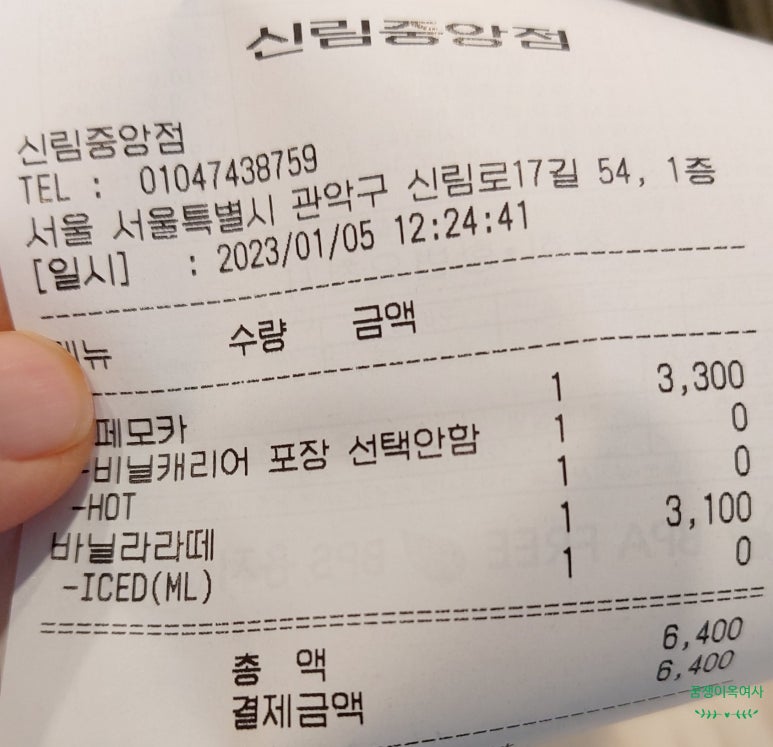 신림중앙점
신림중앙점
TEL : 01047438759
서울 서울특별시 관악구 신림로17길 54, 1층
[일시] : 2023/01/05 12:24:41
수량 금액
페모카 1 3,300
-비닐캐리어 포장 선택안함 1 0
-HOT 1 0
바닐라라떼 1 3,100
-ICED(ML) 1 0
총 액 6,400
결제금액 6,400
꿈쟁이옥여사